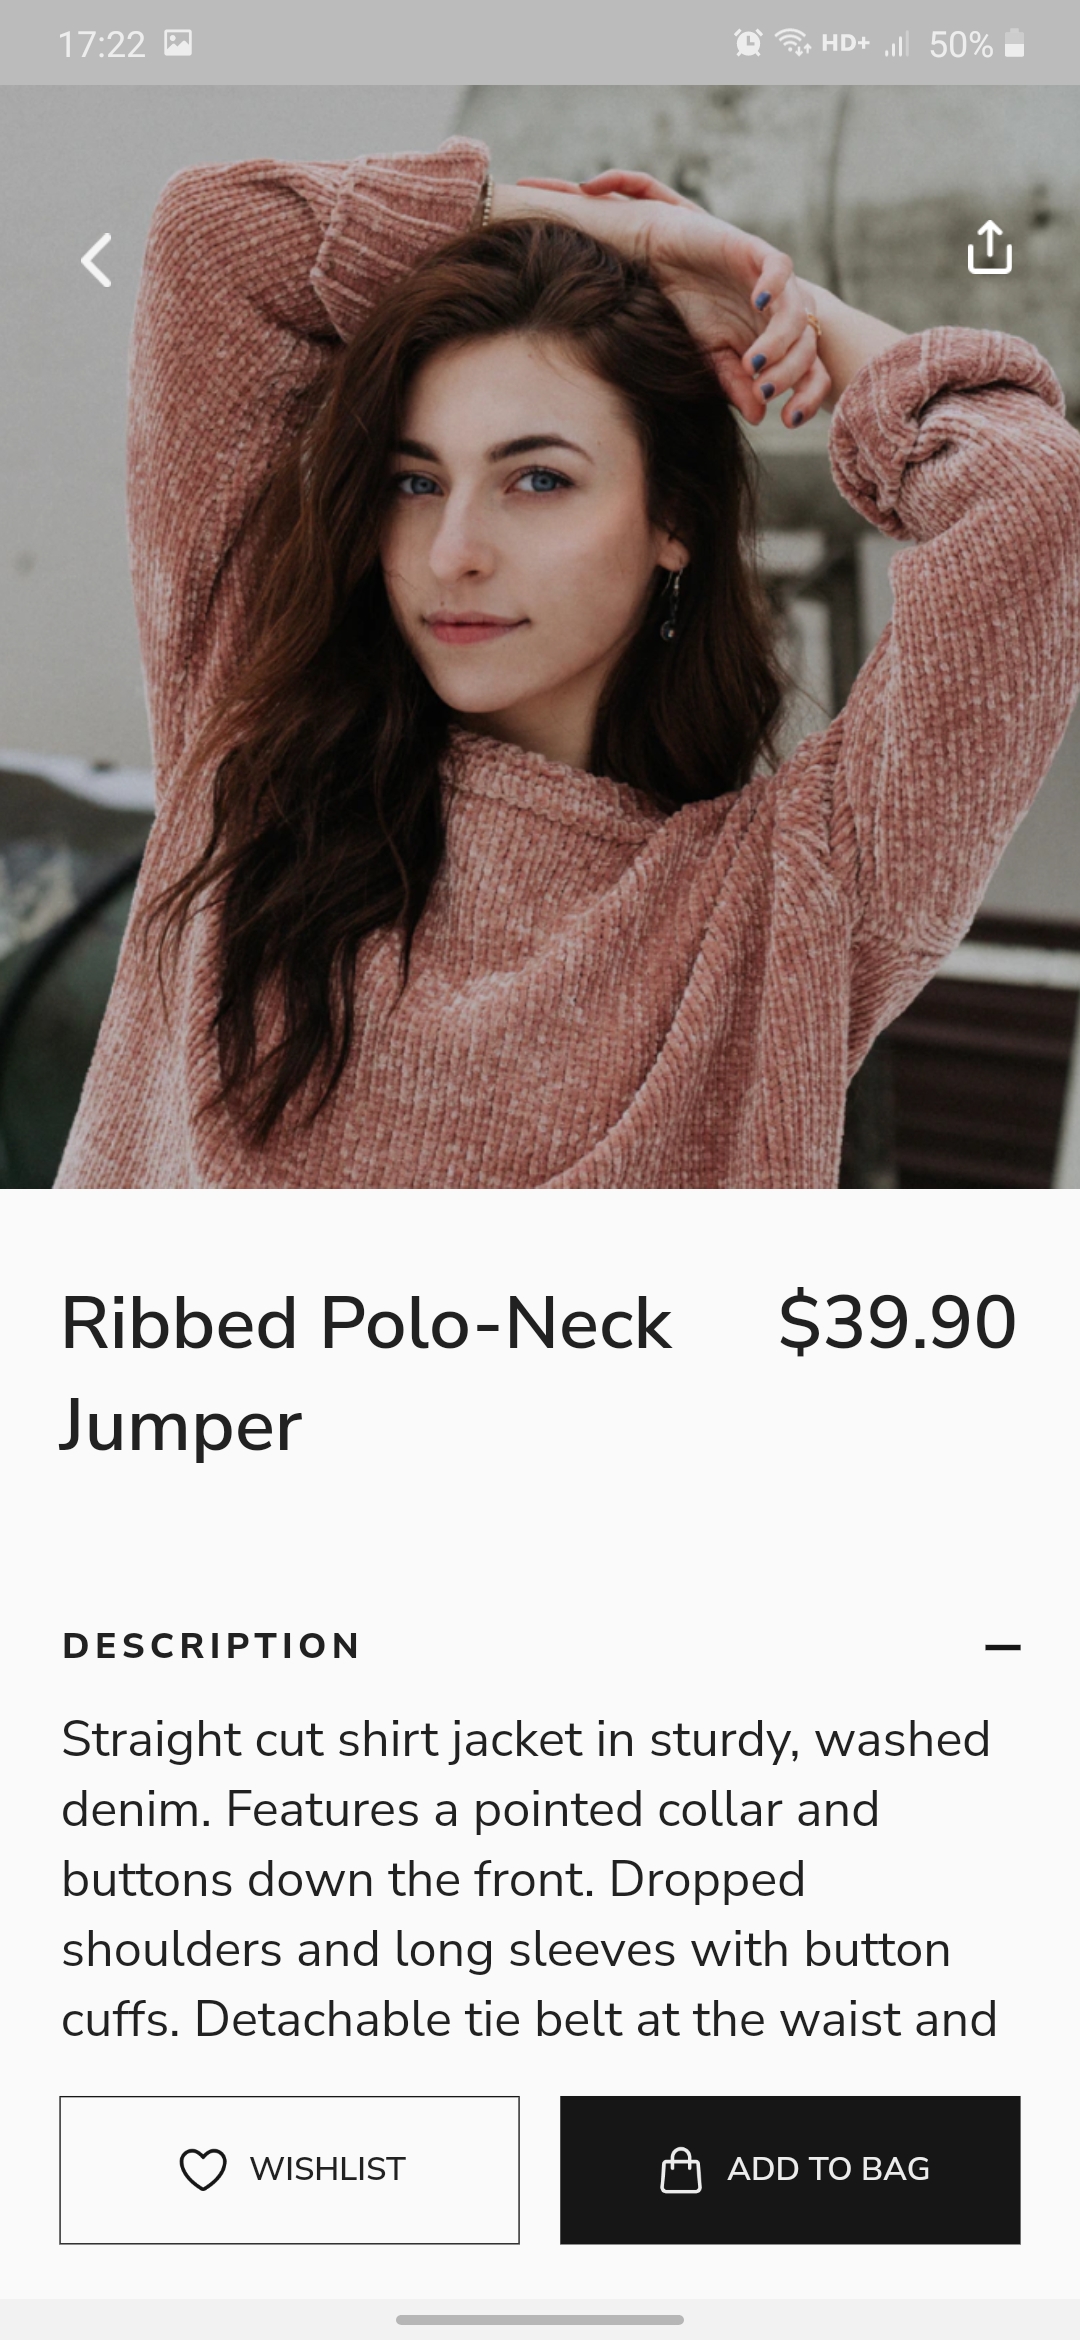 17:22 HD+ 50%
Ribbed Polo-Neck $39.90
Jumper
DESCRIPTION
Straight cut shirt jacket in sturdy, washed
denim. Features a pointed collar and
buttons down the front. Dropped
shoulders and long sleeves with button
cuffs. Detachable tie belt at the waist and
WISHLIST ADD TO BAG